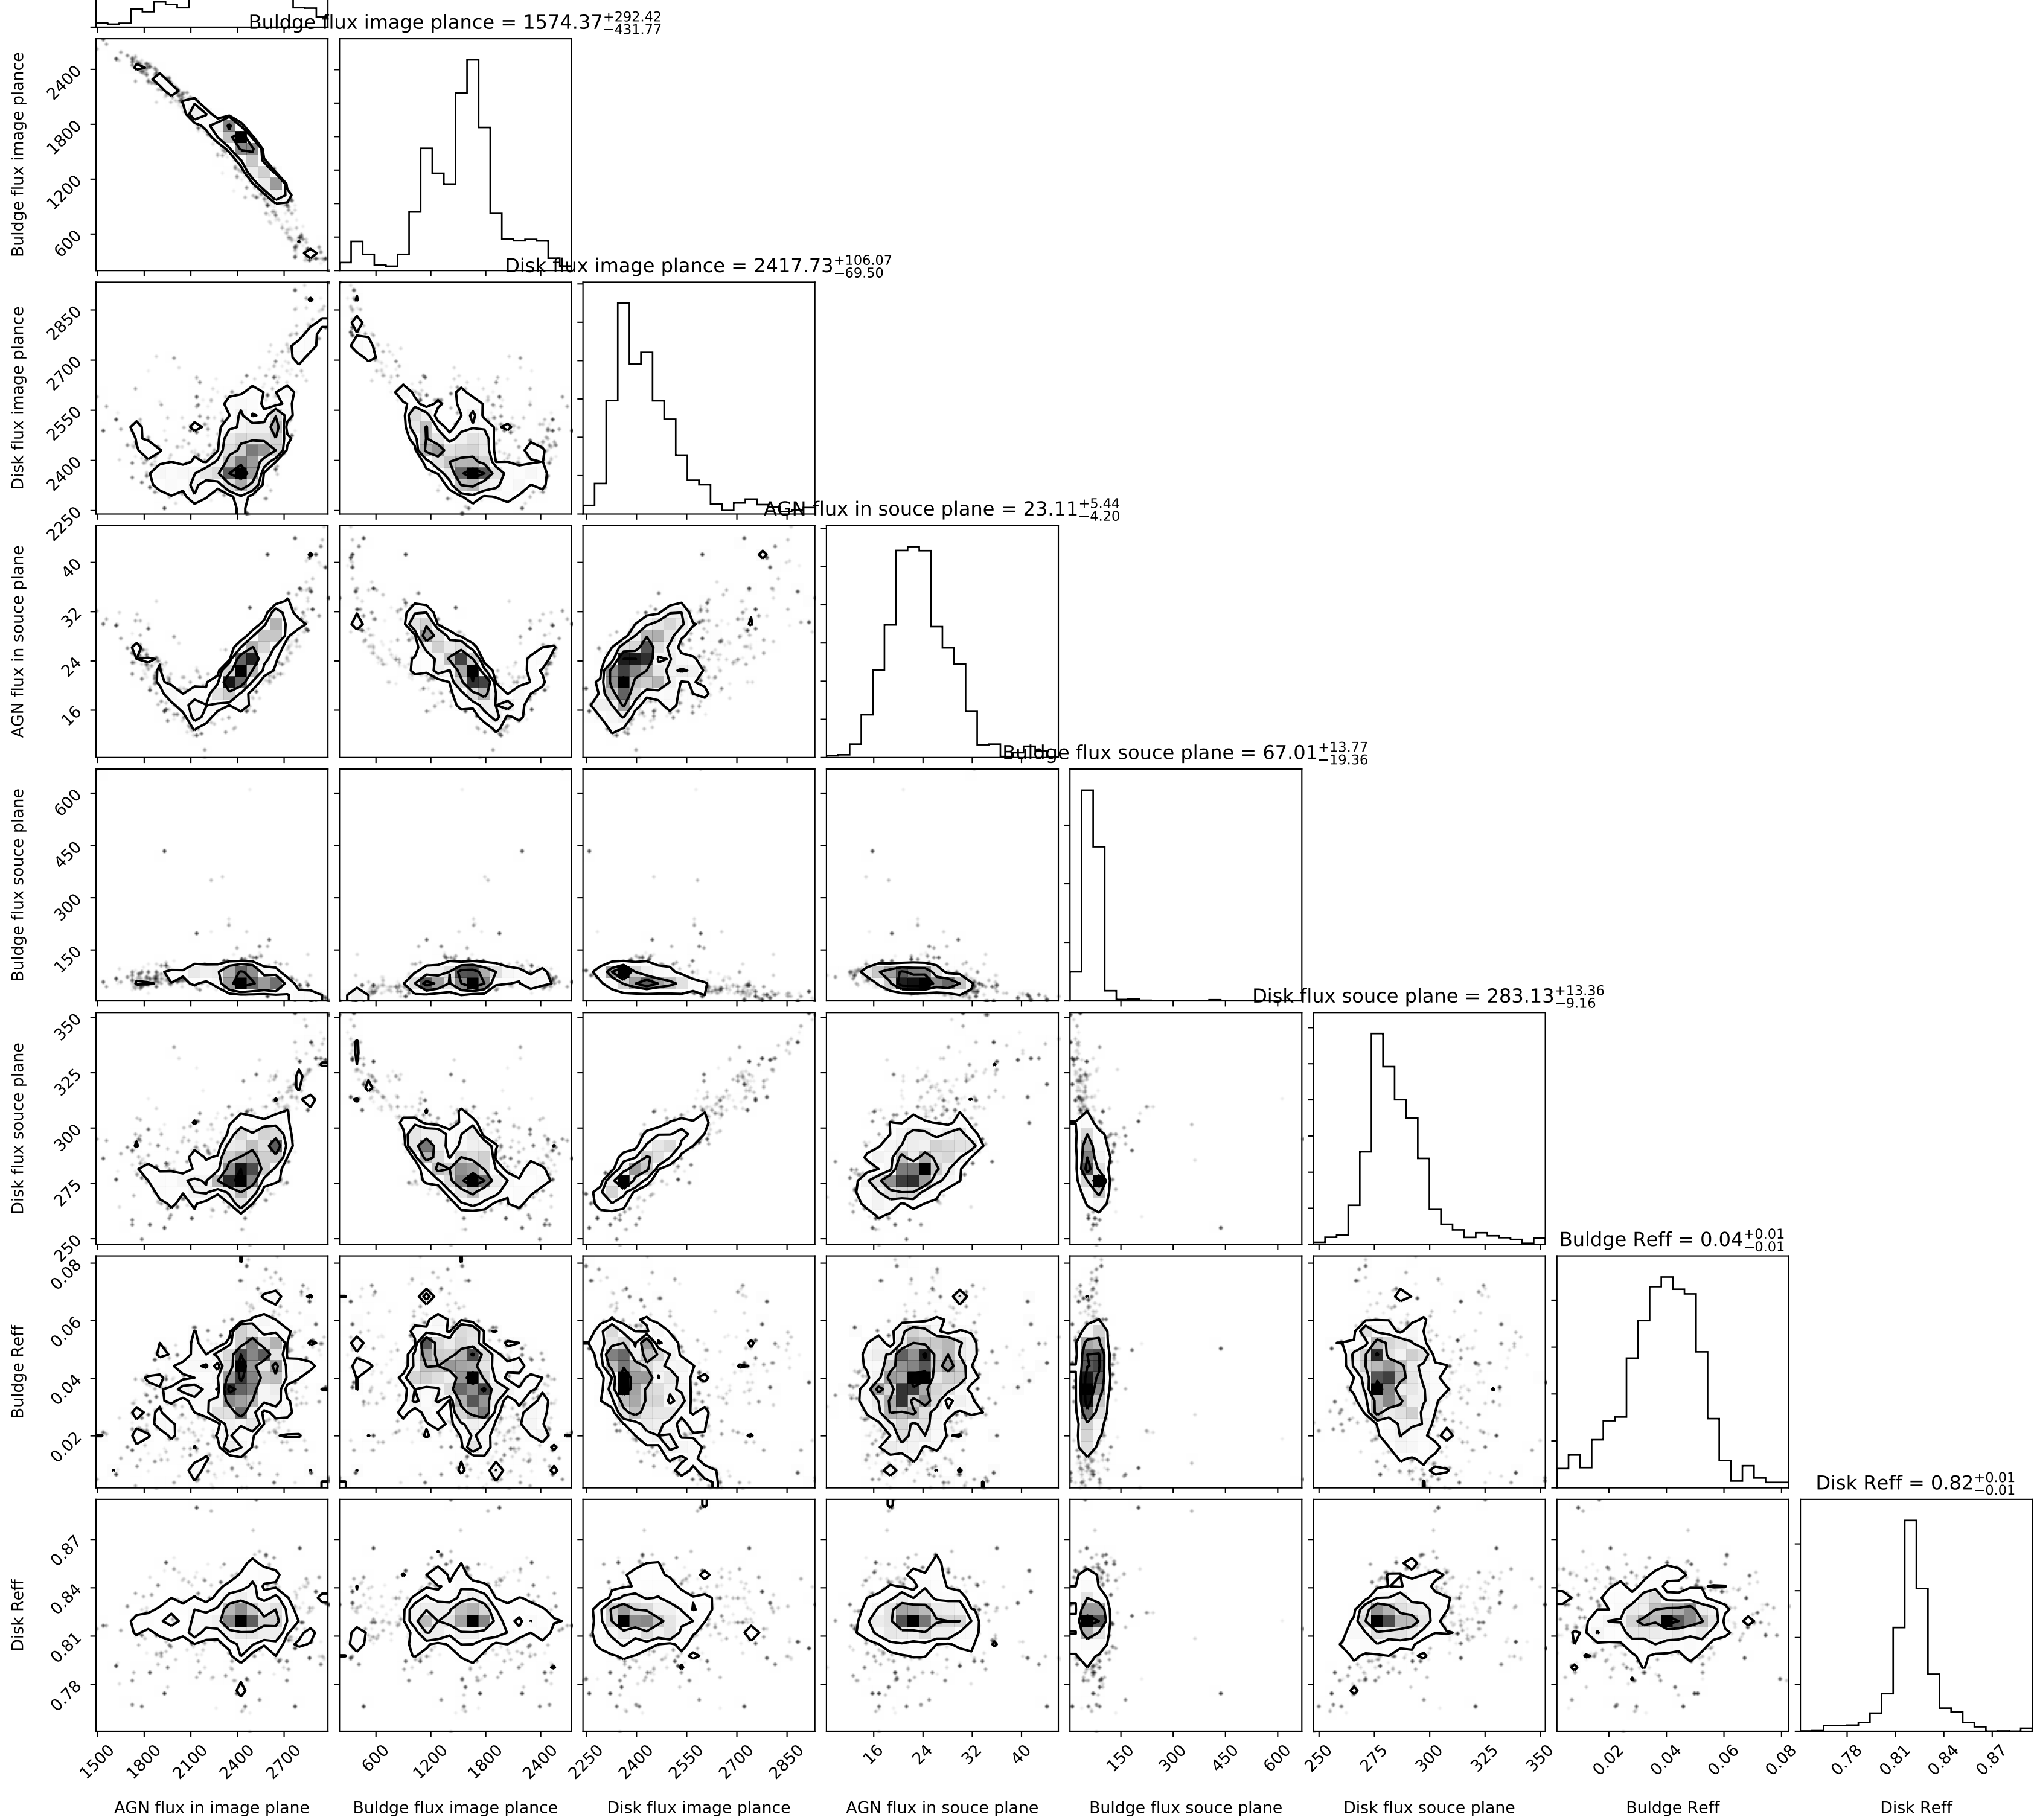 Buldge flux image plance = 1574.37+292.42 −431.77
Buldge flux image plance
2400
1800
1200
600
Disk flux image plance = 2417.73+106.07 −69.50
Disk flux image plance
2850
2700
2550
2400
2250
AGN flux in souce plane = 23.11+5.44 −4.20
AGN flux in souce plane
40
32
24
16
Buldge flux souce plane = 67.01+13.77 −19.36
Buldge flux souce plane
600
450
300
150
Disk flux souce plane = 283.13+13.36 −9.16
Disk flux souce plane
350
325
300
275
250
Buldge Reff = 0.04+0.01 −0.01
Buldge Reff
0.08
0.06
0.04
0.02
Disk Reff = 0.82+0.01 −0.01
Disk Reff
0.87
0.84
0.81
0.78
1500 1800 2100 2400 2700 600 1200 1800 2400 2250 2400 2550 2700 2850 16 24 32 40 150 300 450 600 250 275 300 325 350 0.02 0.04 0.06 0.08 0.78 0.81 0.84 0.87
AGN flux in image plane Buldge flux image plance Disk flux image plance AGN flux in souce plane Buldge flux souce plane Disk flux souce plane Buldge Reff Disk Reff